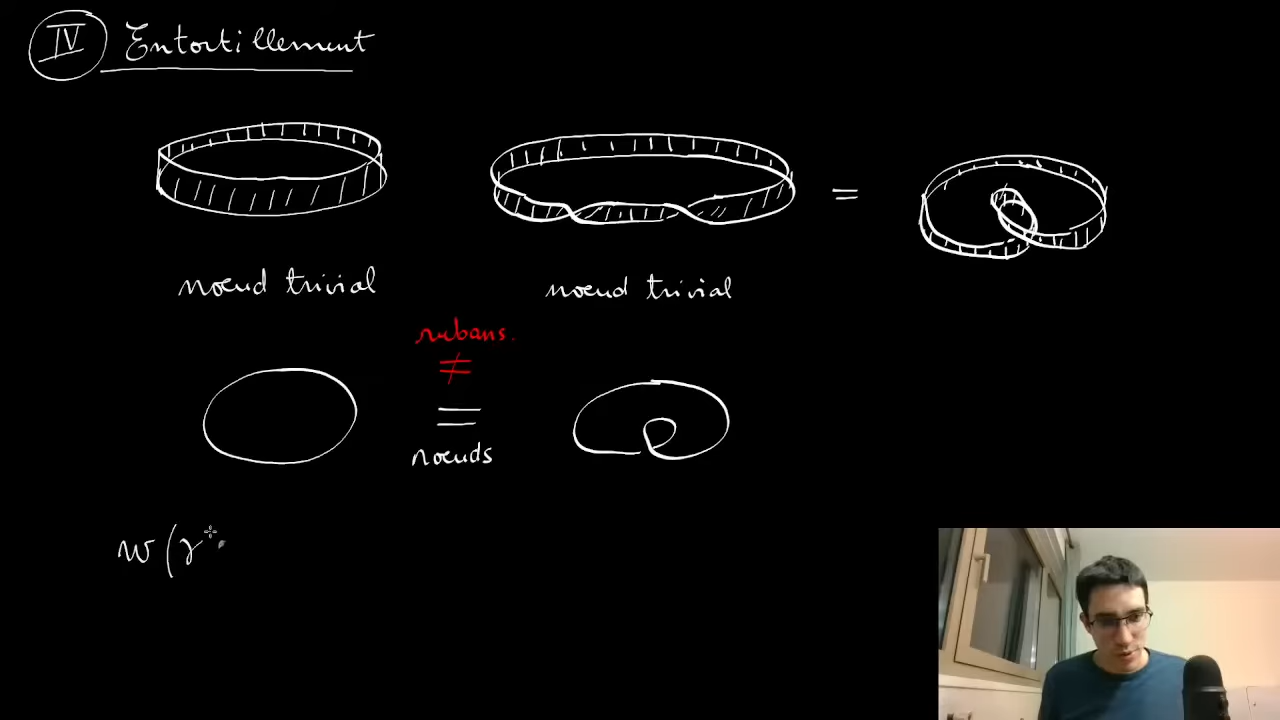 IV Entortillement
=
noeud trivial noeud trivial
rubans.
≠
=
noeuds
w(γ